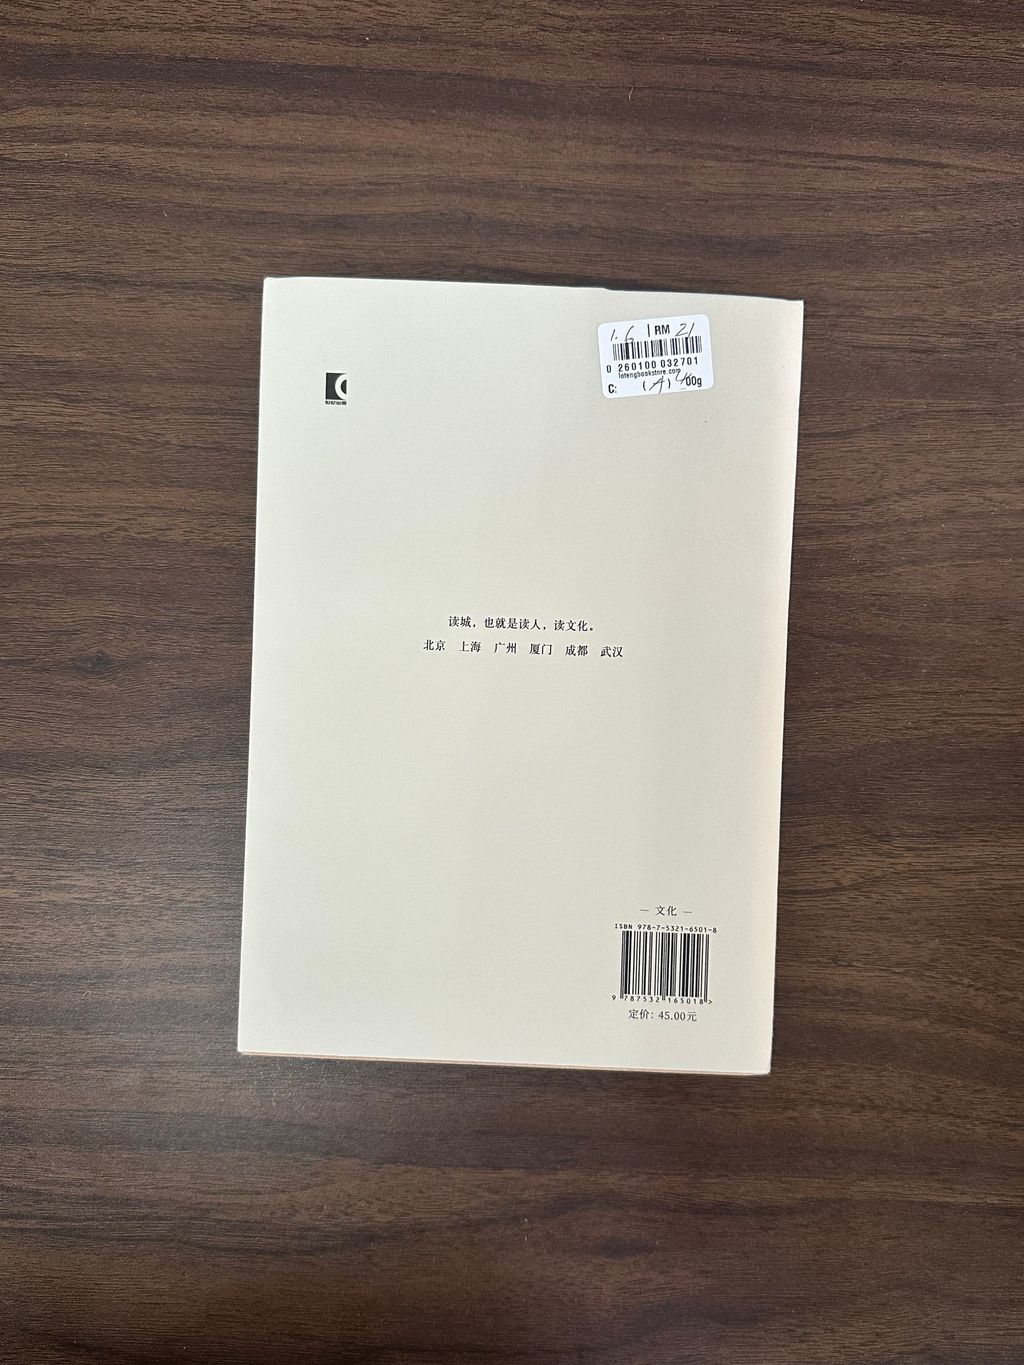 1.6 | RM 21
0 260100 032701
lotengbookstore.com
C: (A) 00g
读城，也就是读人，读文化。
北京 上海 广州 厦门 成都 武汉
— 文化 —
ISBN 978-7-5321-6501-8
9 787532 165018 >
定价：45.00元